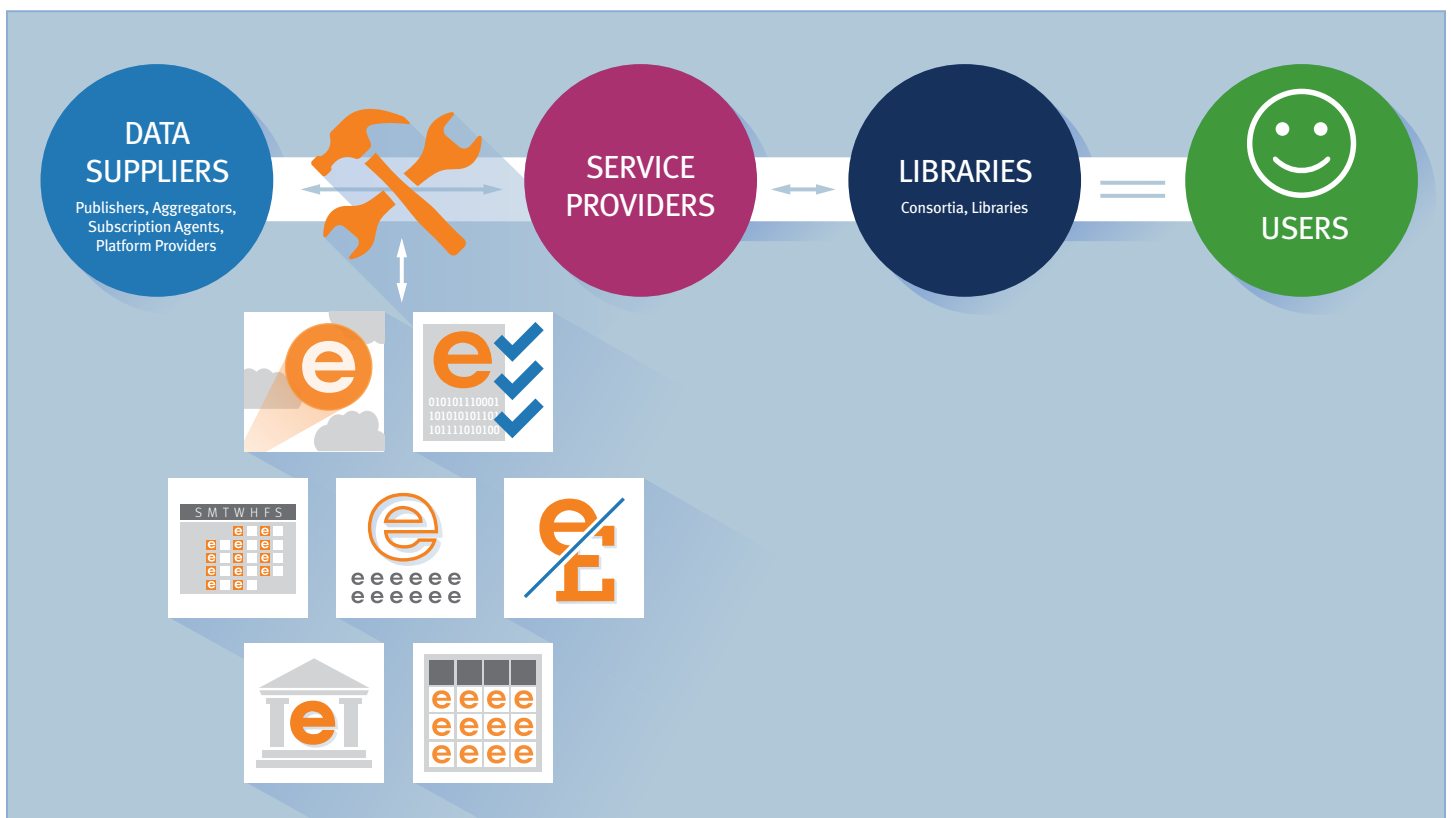 DATA
SUPPLIERS
Publishers, Aggregators,
Subscription Agents,
Platform Providers
SERVICE
PROVIDERS
LIBRARIES
Consortia, Libraries
USERS
e
e
010101110001
101010101101
101111010100
S M T W H F S
e e
e e e
e e e
e e e
e e
e
e e e e e e
e e e e e e
e
£
e
e e e e
e e e e
e e e e